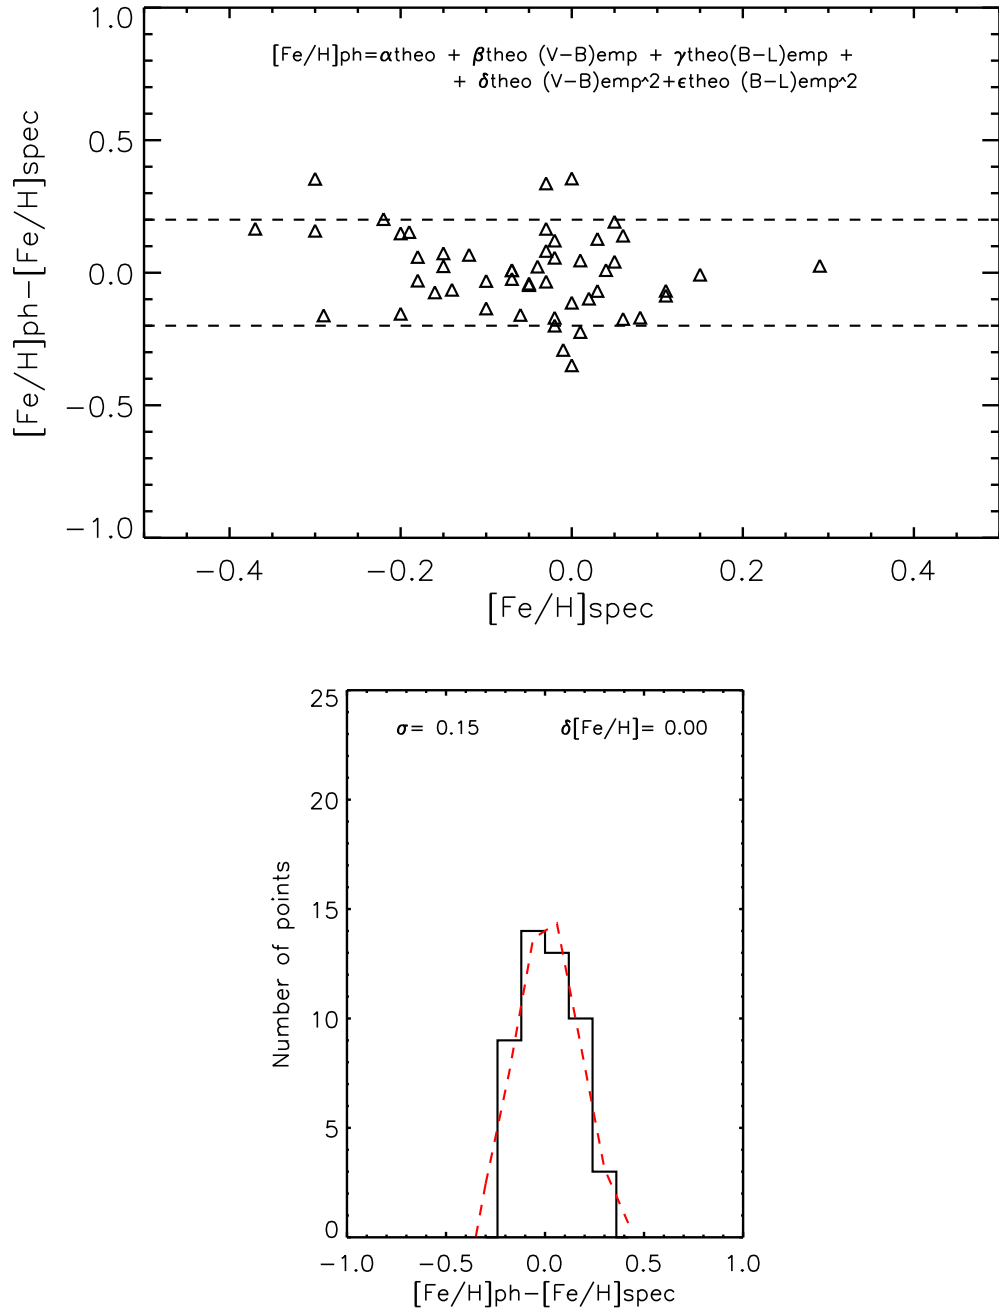 1.0
[Fe/H]ph=αtheo + βtheo (V−B)emp + γtheo(B−L)emp +
+ δtheo (V−B)emp^2+ϵtheo (B−L)emp^2
0.5
0.0
−0.5
−1.0
[Fe/H]ph−[Fe/H]spec
−0.4 −0.2 0.0 0.2 0.4
[Fe/H]spec
25
σ= 0.15 δ[Fe/H]= 0.00
20
15
10
5
0
Number of points
−1.0 −0.5 0.0 0.5 1.0
[Fe/H]ph−[Fe/H]spec